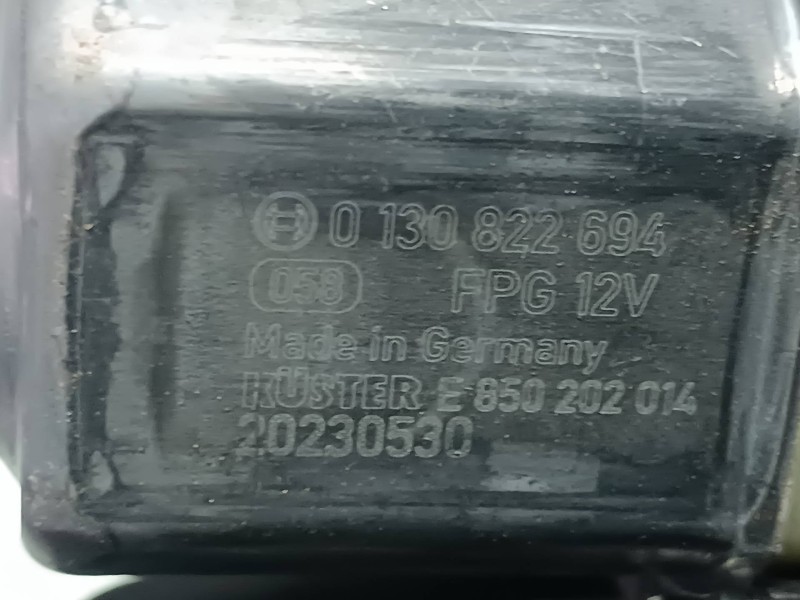 0 130 822 694
058 FPG 12V
Made in Germany
KÜSTER E 850 202 014
20230530